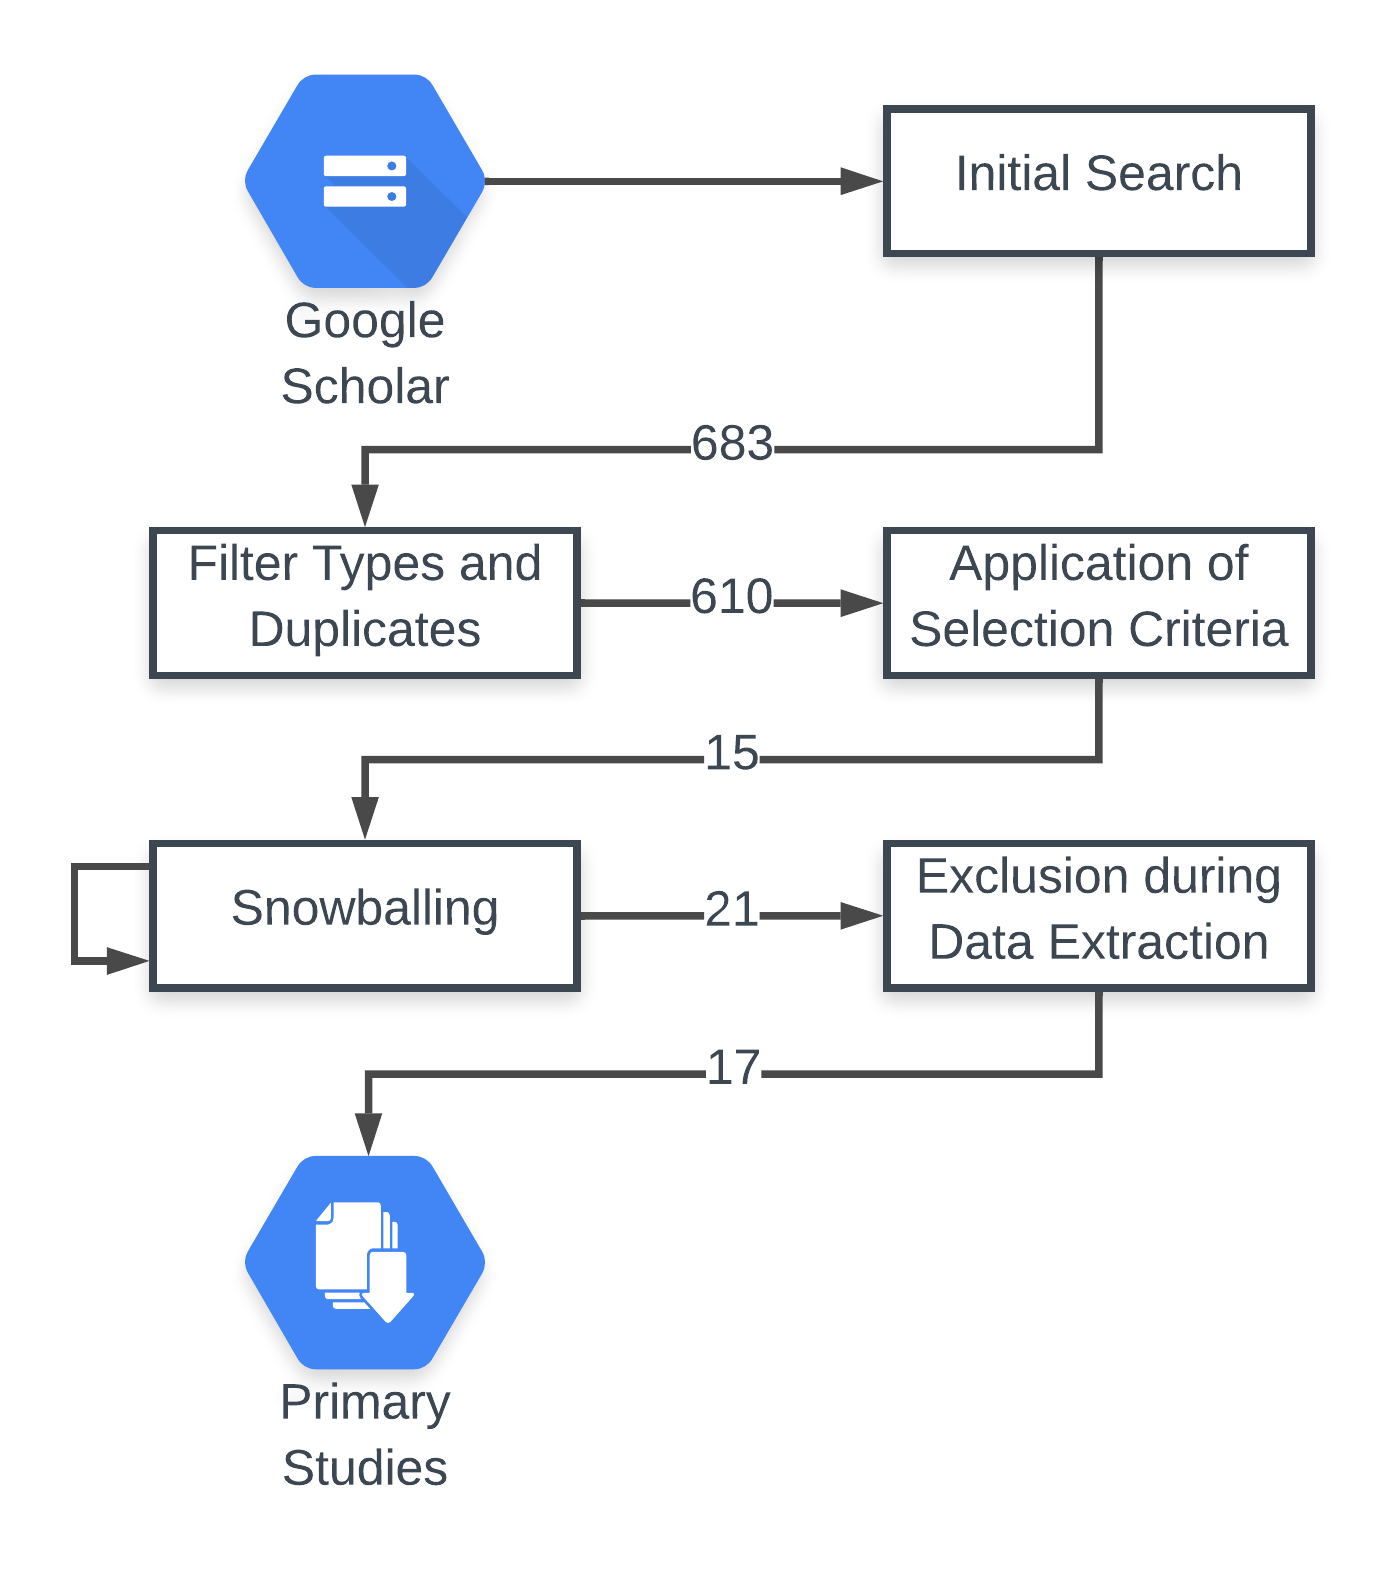 Google
Scholar
Initial Search
683
Filter Types and
Duplicates
610
Application of
Selection Criteria
15
Snowballing
21
Exclusion during
Data Extraction
17
Primary
Studies